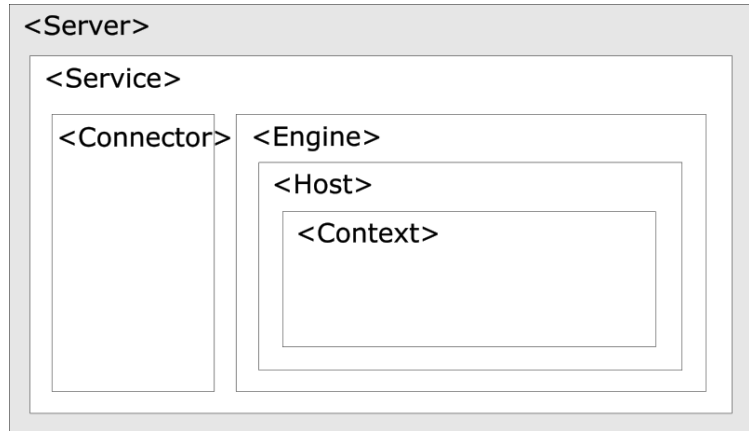 <Server>
<Service>
<Connector>
<Engine>
<Host>
<Context>